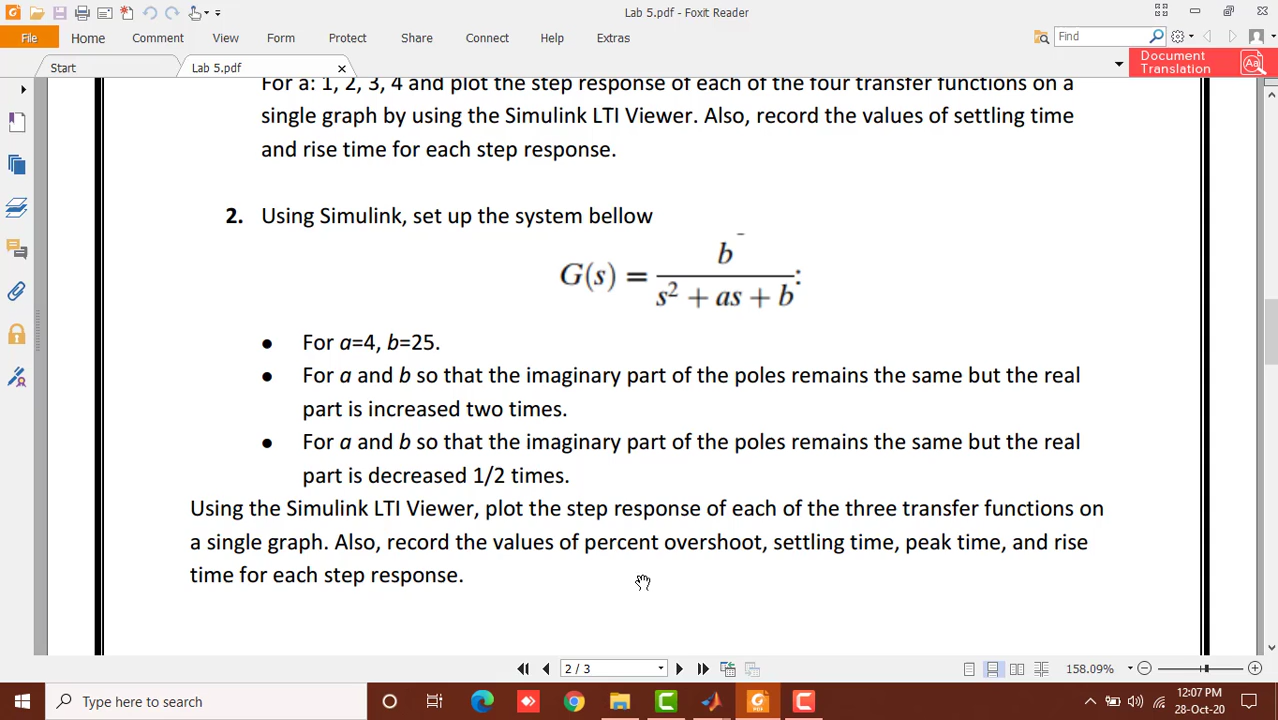 Lab 5.pdf - Foxit Reader
File Home Comment View Form Protect Share Connect Help Extras Find
Start Lab 5.pdf
Document
Translation
For a: 1, 2, 3, 4 and plot the step response of each of the four transfer functions on a
single graph by using the Simulink LTI Viewer. Also, record the values of settling time
and rise time for each step response.
2. Using Simulink, set up the system bellow
G(s) = b / (s² + as + b):
• For a=4, b=25.
• For a and b so that the imaginary part of the poles remains the same but the real
part is increased two times.
• For a and b so that the imaginary part of the poles remains the same but the real
part is decreased 1/2 times.
Using the Simulink LTI Viewer, plot the step response of each of the three transfer functions on
a single graph. Also, record the values of percent overshoot, settling time, peak time, and rise
time for each step response.
2 / 3 158.09%
Type here to search
12:07 PM
28-Oct-20